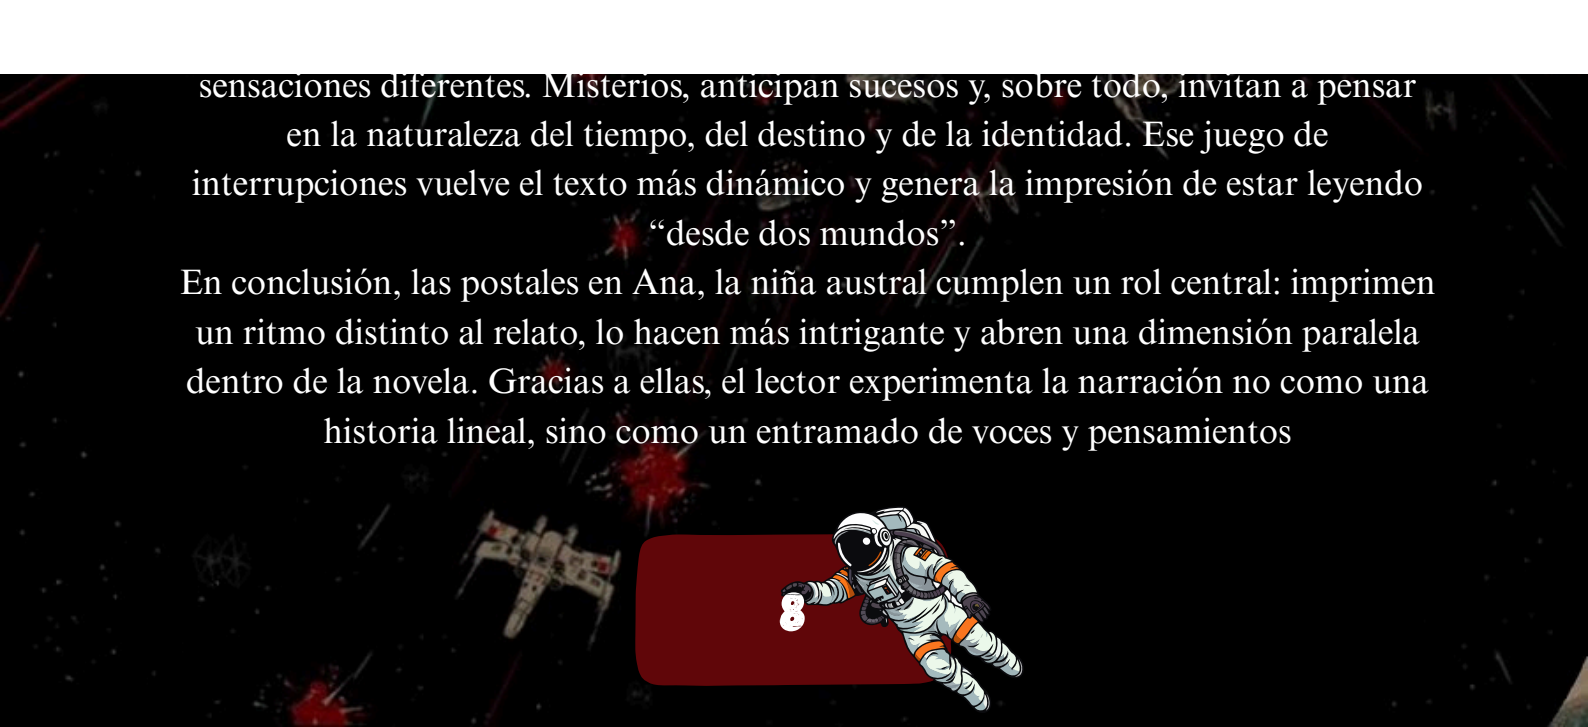 sensaciones diferentes. Misterios, anticipan sucesos y, sobre todo, invitan a pensar
en la naturaleza del tiempo, del destino y de la identidad. Ese juego de
interrupciones vuelve el texto más dinámico y genera la impresión de estar leyendo
“desde dos mundos”.
En conclusión, las postales en Ana, la niña austral cumplen un rol central: imprimen
un ritmo distinto al relato, lo hacen más intrigante y abren una dimensión paralela
dentro de la novela. Gracias a ellas, el lector experimenta la narración no como una
historia lineal, sino como un entramado de voces y pensamientos
8